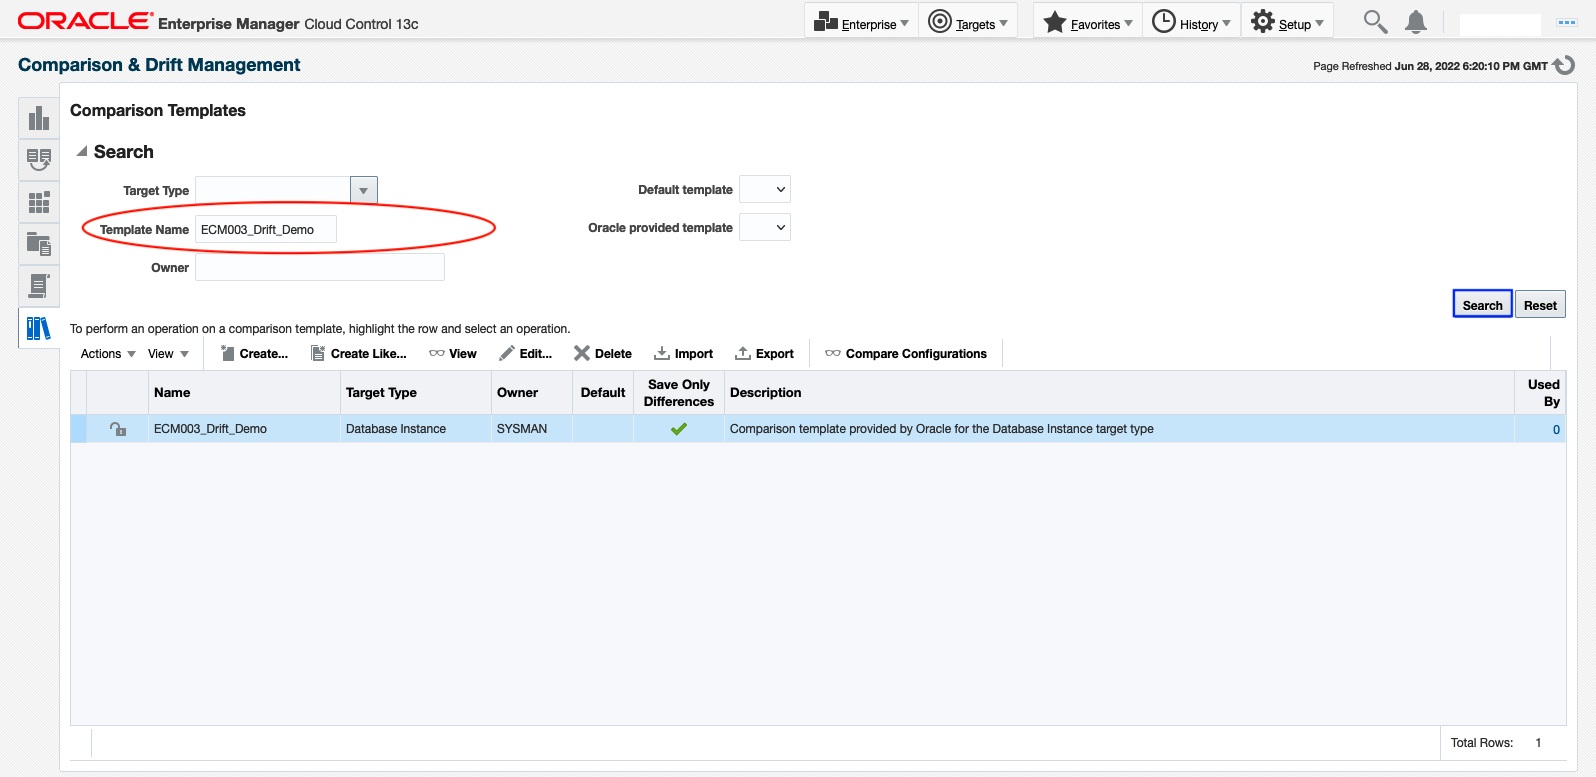 ORACLE Enterprise Manager Cloud Control 13c
Enterprise Targets Favorites History Setup
Comparison & Drift Management
Page Refreshed Jun 28, 2022 6:20:10 PM GMT
Comparison Templates
Search
Target Type
Default template
Template Name ECM003_Drift_Demo
Oracle provided template
Owner
Search Reset
To perform an operation on a comparison template, highlight the row and select an operation.
Actions View Create... Create Like... View Edit... Delete Import Export Compare Configurations
Name Target Type Owner Default Save Only Differences Description Used By
ECM003_Drift_Demo Database Instance SYSMAN Comparison template provided by Oracle for the Database Instance target type 0
Total Rows: 1